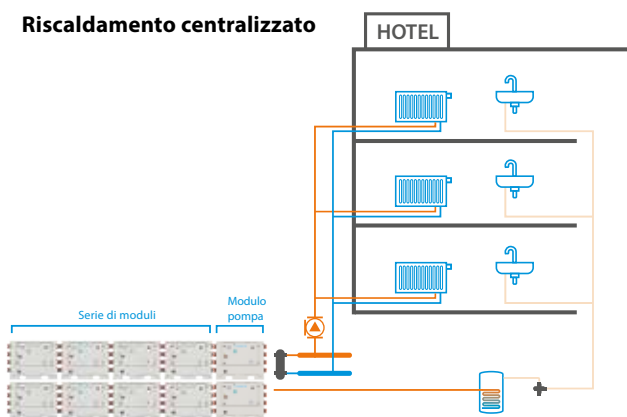 Riscaldamento centralizzato
HOTEL
Serie di moduli
Modulo
pompa